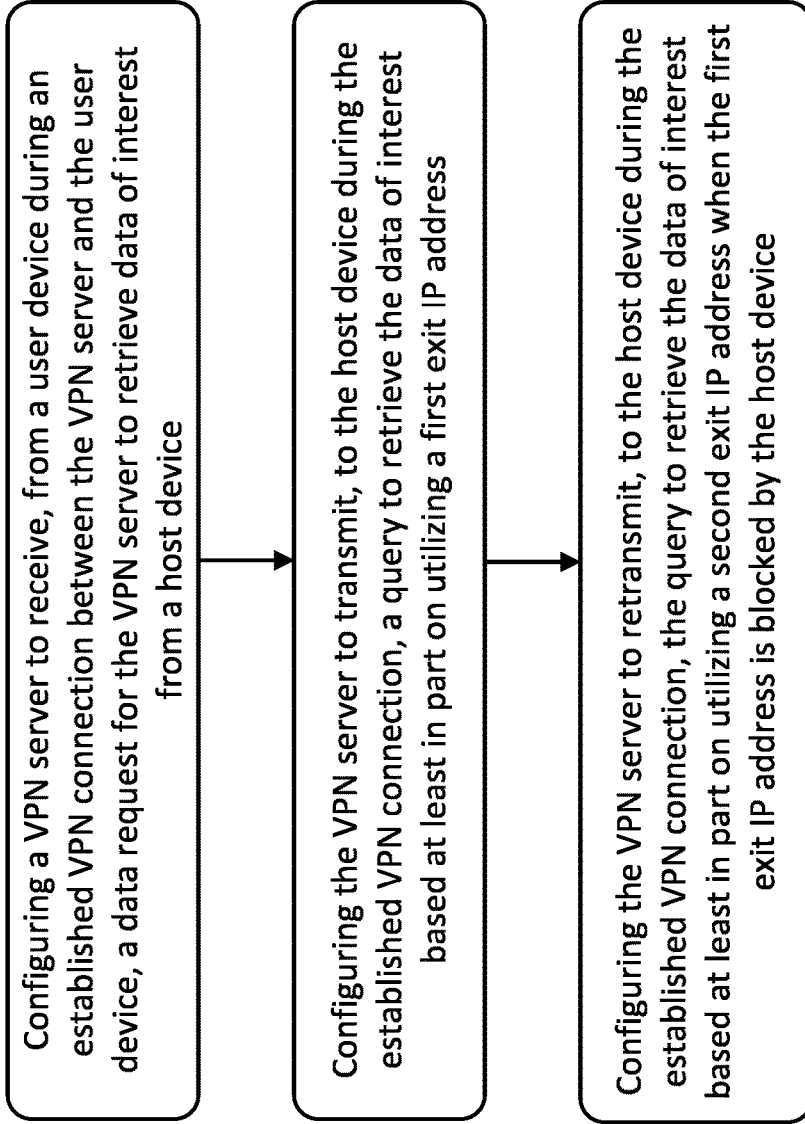 Configuring a VPN server to receive, from a user device during an
established VPN connection between the VPN server and the user
device, a data request for the VPN server to retrieve data of interest
from a host device
Configuring the VPN server to transmit, to the host device during the
established VPN connection, a query to retrieve the data of interest
based at least in part on utilizing a first exit IP address
Configuring the VPN server to retransmit, to the host device during the
established VPN connection, the query to retrieve the data of interest
based at least in part on utilizing a second exit IP address when the first
exit IP address is blocked by the host device